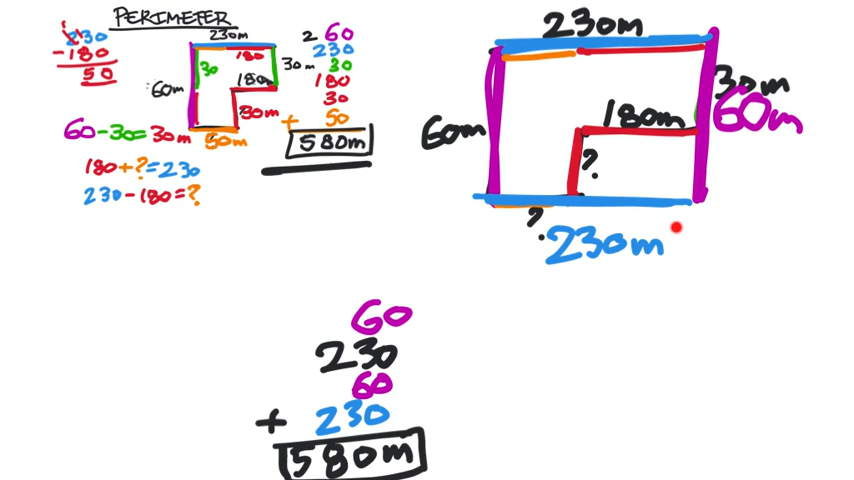 PERIMETER
230
-180
50
230m
180
30
30m
60m
180m
30m
50m
60-30=30m
180+?=230
230-180=?
2
60
230
30
180
30
+ 50
580m
230m
30m
60m
180m
60m
?
?
230m
60
230
60
+ 230
580m